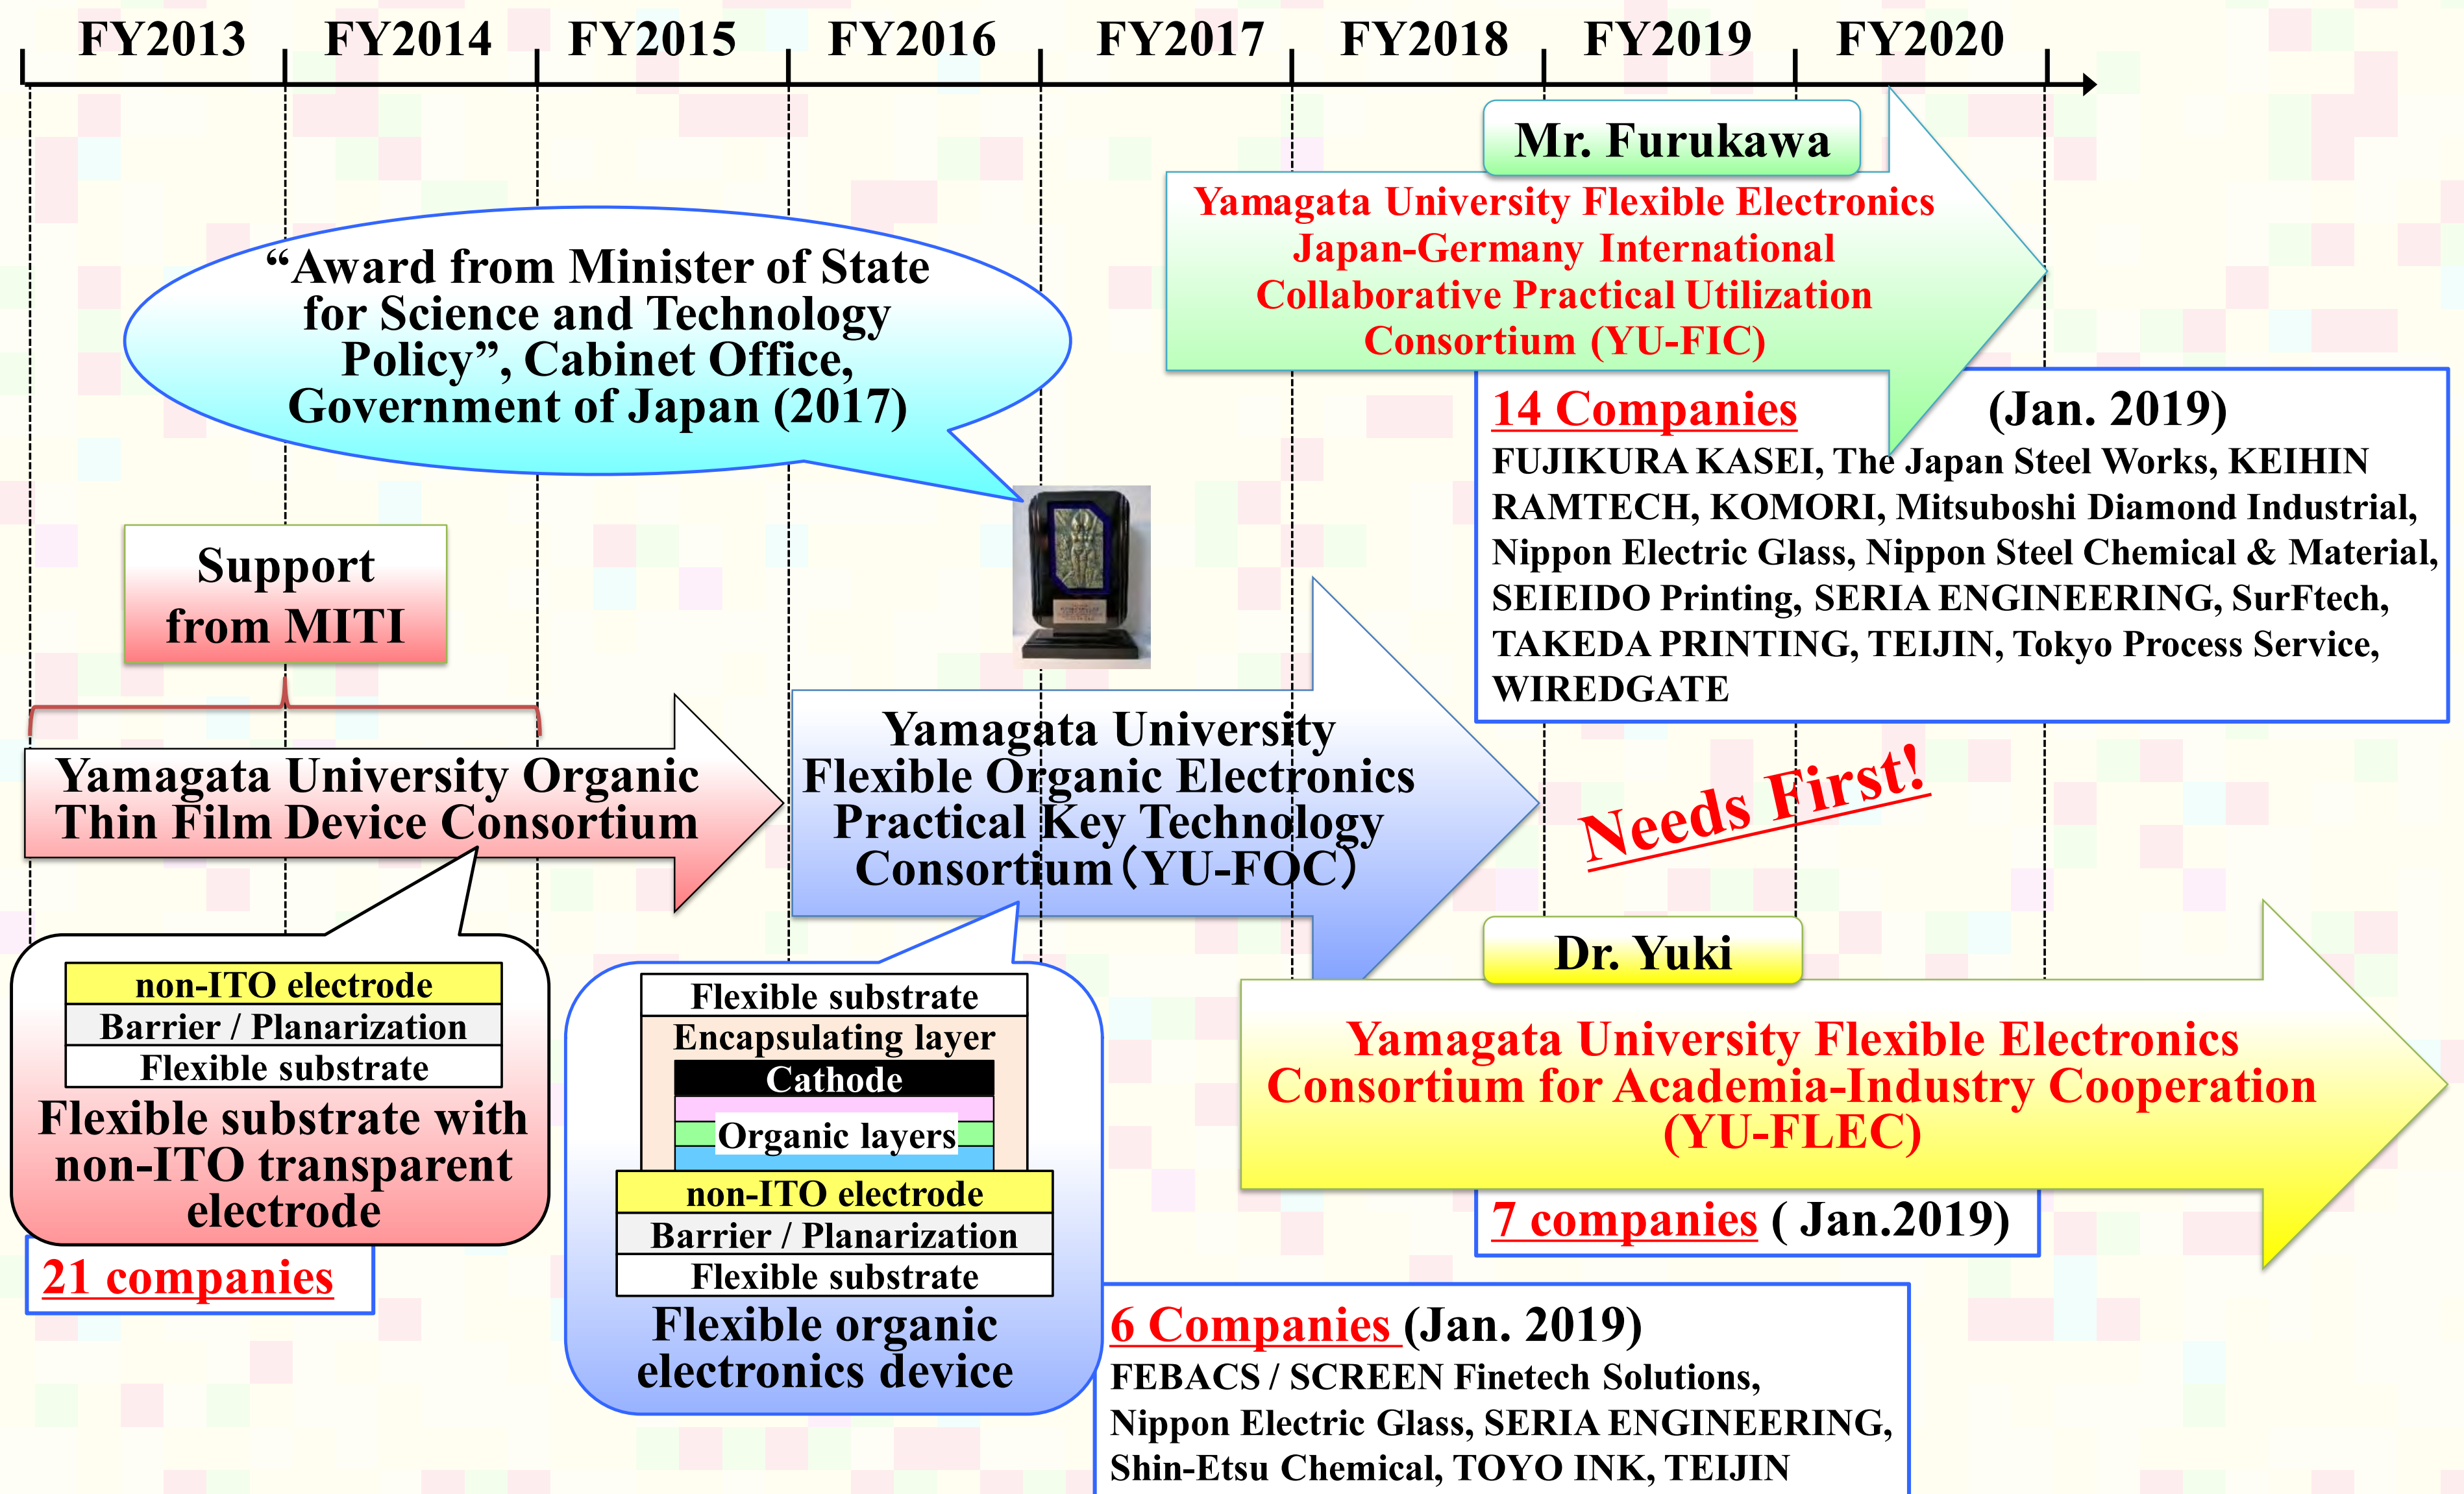 FY2013 FY2014 FY2015 FY2016 FY2017 FY2018 FY2019 FY2020
Mr. Furukawa
Yamagata University Flexible Electronics
Japan-Germany International
Collaborative Practical Utilization
Consortium (YU-FIC)
“Award from Minister of State
for Science and Technology
Policy”, Cabinet Office,
Government of Japan (2017)
14 Companies (Jan. 2019)
FUJIKURA KASEI, The Japan Steel Works, KEIHIN
RAMTECH, KOMORI, Mitsuboshi Diamond Industrial,
Nippon Electric Glass, Nippon Steel Chemical & Material,
SEIEIDO Printing, SERIA ENGINEERING, SurFtech,
TAKEDA PRINTING, TEIJIN, Tokyo Process Service,
WIREDGATE
Support
from MITI
Yamagata University Organic
Thin Film Device Consortium
Yamagata University
Flexible Organic Electronics
Practical Key Technology
Consortium（YU-FOC）
Needs First!
Dr. Yuki
Yamagata University Flexible Electronics
Consortium for Academia-Industry Cooperation
(YU-FLEC)
7 companies ( Jan.2019)
non-ITO electrode
Barrier / Planarization
Flexible substrate
Flexible substrate with
non-ITO transparent
electrode
21 companies
Flexible substrate
Encapsulating layer
Cathode
Organic layers
non-ITO electrode
Barrier / Planarization
Flexible substrate
Flexible organic
electronics device
6 Companies (Jan. 2019)
FEBACS / SCREEN Finetech Solutions,
Nippon Electric Glass, SERIA ENGINEERING,
Shin-Etsu Chemical, TOYO INK, TEIJIN